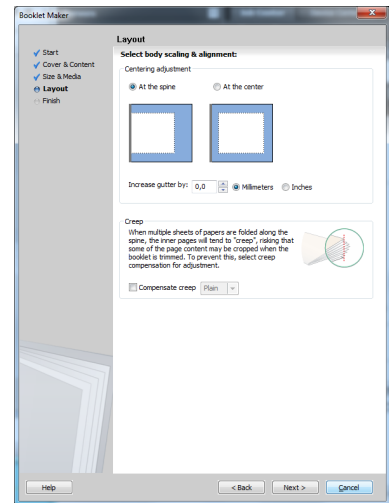 Booklet Maker
Layout
Start
Cover & Content
Size & Media
Layout
Finish
Select body scaling & alignment:
Centering adjustment
At the spine
At the center
Increase gutter by: 0,0 Millimeters Inches
Creep
When multiple sheets of papers are folded along the
spine, the inner pages will tend to "creep", risking that
some of the page content may be cropped when the
booklet is trimmed. To prevent this, select creep
compensation for adjustment.
Compensate creep Plain
Help
< Back
Next >
Cancel